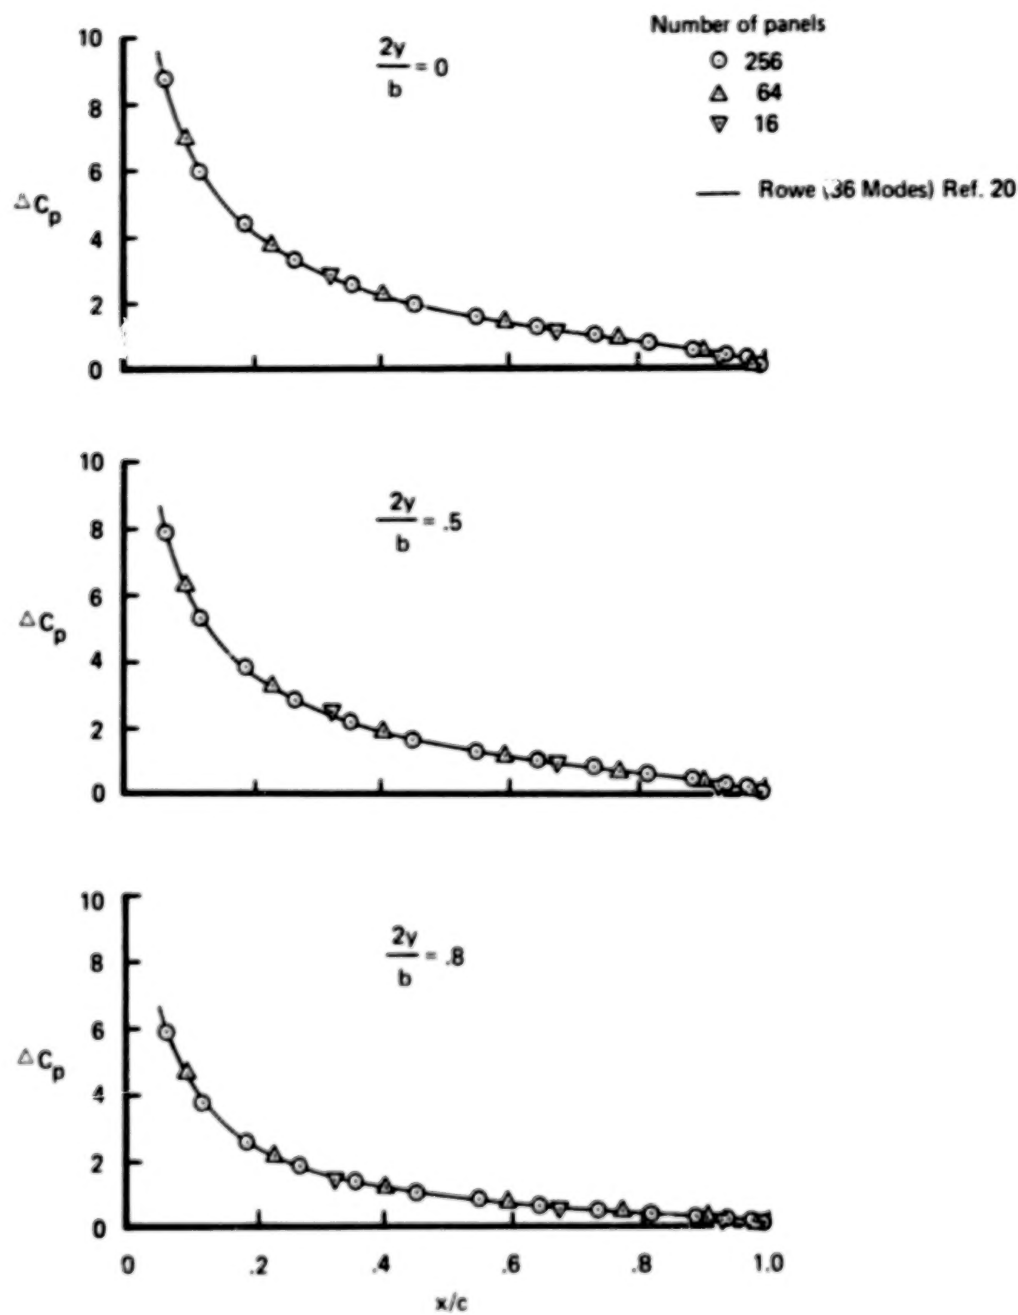 Number of panels
256
64
16
Rowe (36 Modes) Ref. 20
2y
b
= 0
10
8
6
4
2
0
ΔCp
2y
b
= .5
10
8
6
4
2
0
ΔCp
2y
b
= .8
10
8
6
4
2
0
ΔCp
0 .2 .4 .6 .8 1.0
x/c